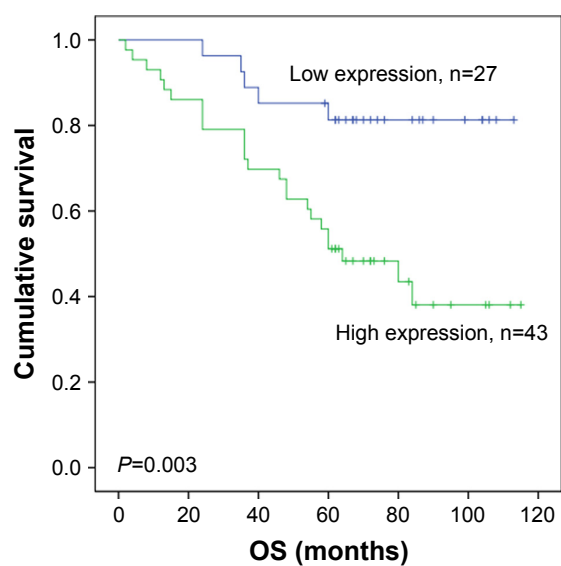 Cumulative survival
1.0
0.8
0.6
0.4
0.2
0.0
Low expression, n=27
High expression, n=43
P=0.003
0 20 40 60 80 100 120
OS (months)